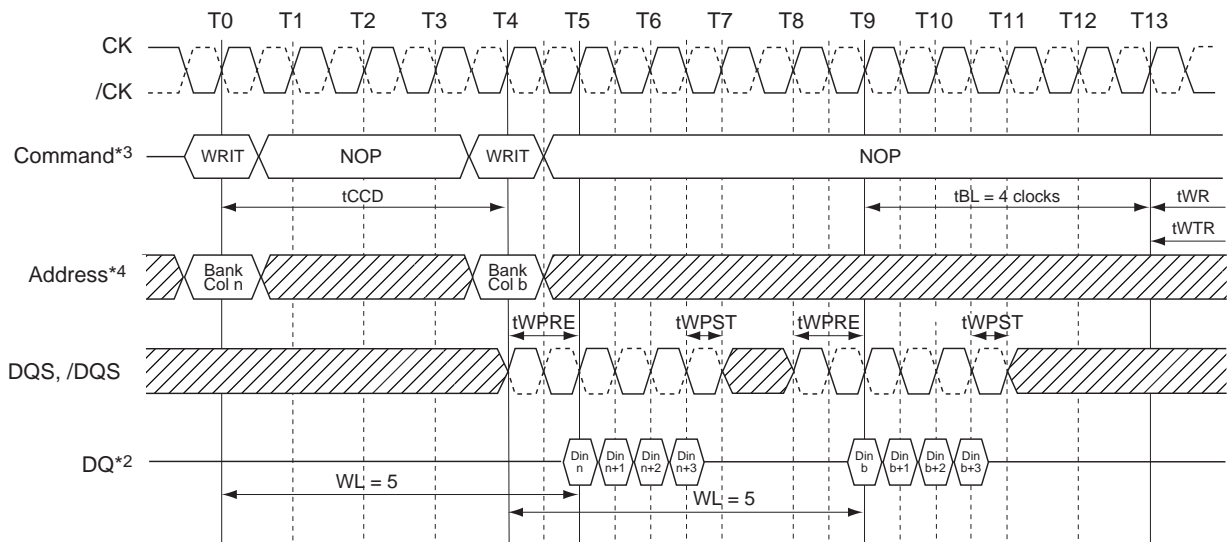 T0 T1 T2 T3 T4 T5 T6 T7 T8 T9 T10 T11 T12 T13
CK
/CK
Command*3
WRIT NOP WRIT NOP
tCCD tBL = 4 clocks tWR
tWTR
Address*4
Bank
Col n
Bank
Col b
tWPRE tWPST tWPRE tWPST
DQS, /DQS
DQ*2
Din
n
Din
n+1
Din
n+2
Din
n+3
Din
b
Din
b+1
Din
b+2
Din
b+3
WL = 5
WL = 5